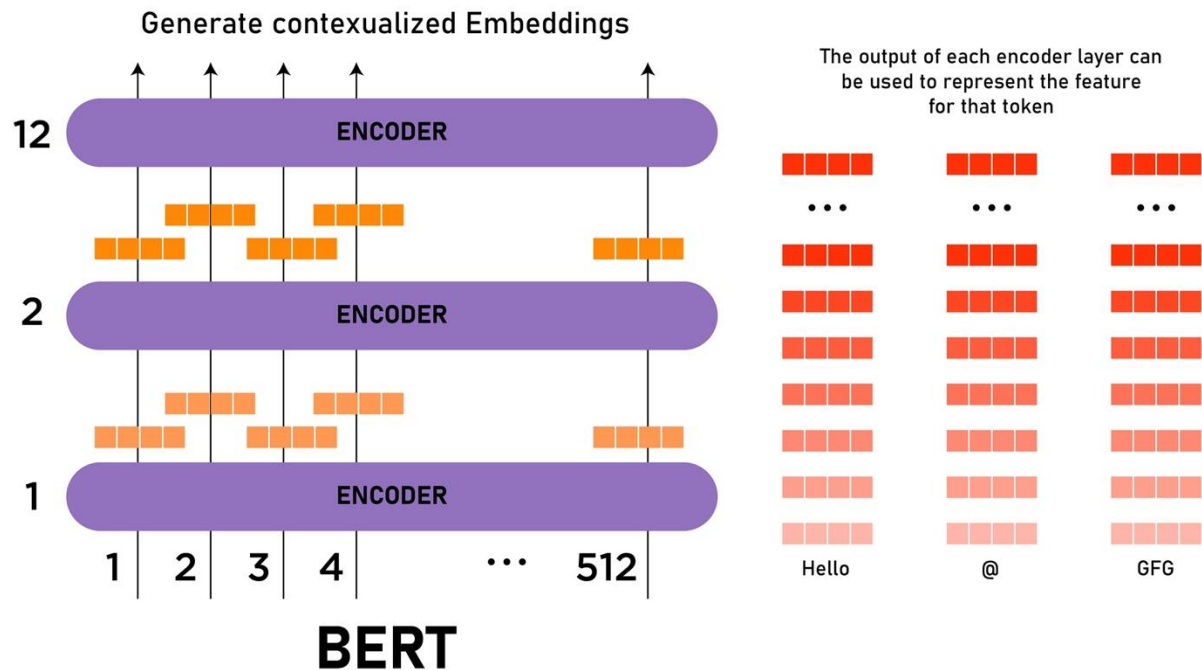 Generate contexualized Embeddings
12
ENCODER
2
ENCODER
1
ENCODER
1 2 3 4 ... 512
BERT
The output of each encoder layer can
be used to represent the feature
for that token
...
...
...
Hello @ GFG